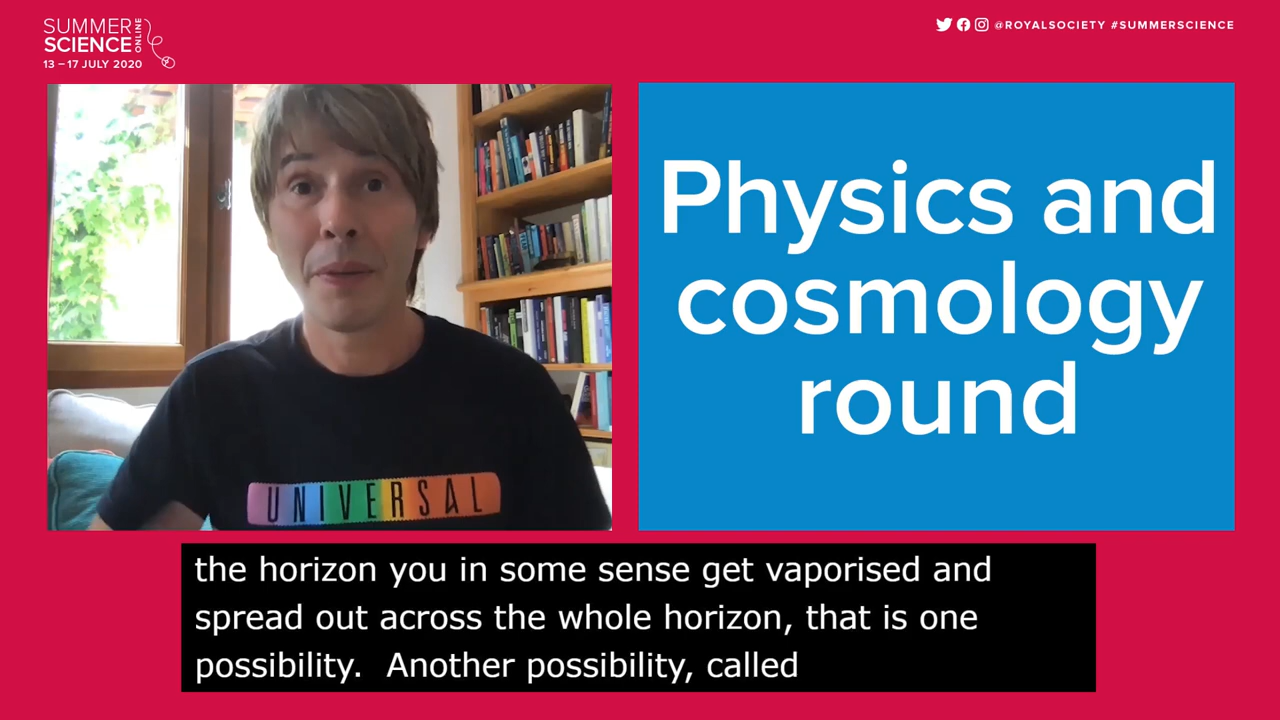 SUMMER
SCIENCE
ONLINE
13 – 17 JULY 2020
@ROYALSOCIETY #SUMMERSCIENCE
Physics and
cosmology
round
UNIVERSAL
the horizon you in some sense get vaporised and
spread out across the whole horizon, that is one
possibility.  Another possibility, called